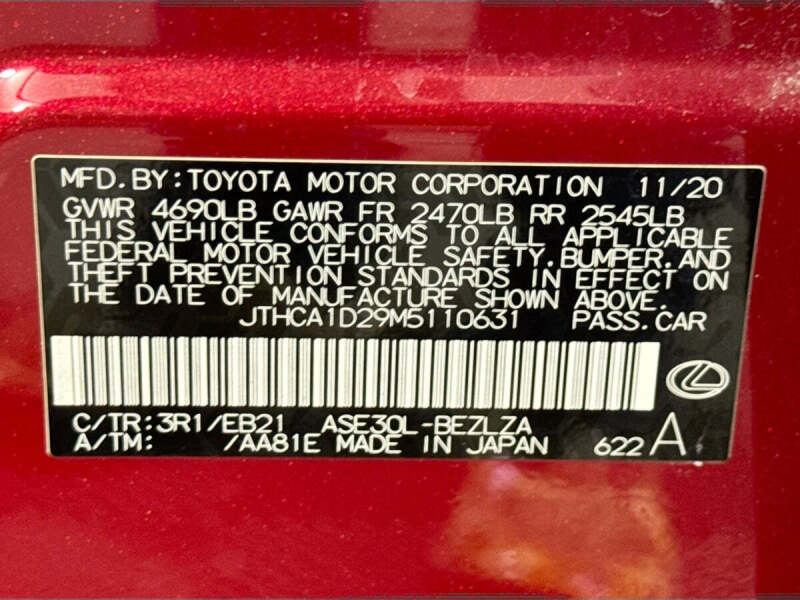 MFD.BY:TOYOTA MOTOR CORPORATION 11/20
GVWR 4690LB GAWR FR 2470LB RR 2545LB
THIS VEHICLE CONFORMS TO ALL APPLICABLE
FEDERAL MOTOR VEHICLE SAFETY.BUMPER.AND
THEFT PREVENTION STANDARDS IN EFFECT ON
THE DATE OF MANUFACTURE SHOWN ABOVE.
JTHCA1D29M5110631 PASS.CAR
C/TR:3R1/EB21 ASE30L-BEZLZA
A/TM: /AA81E MADE IN JAPAN 622 A